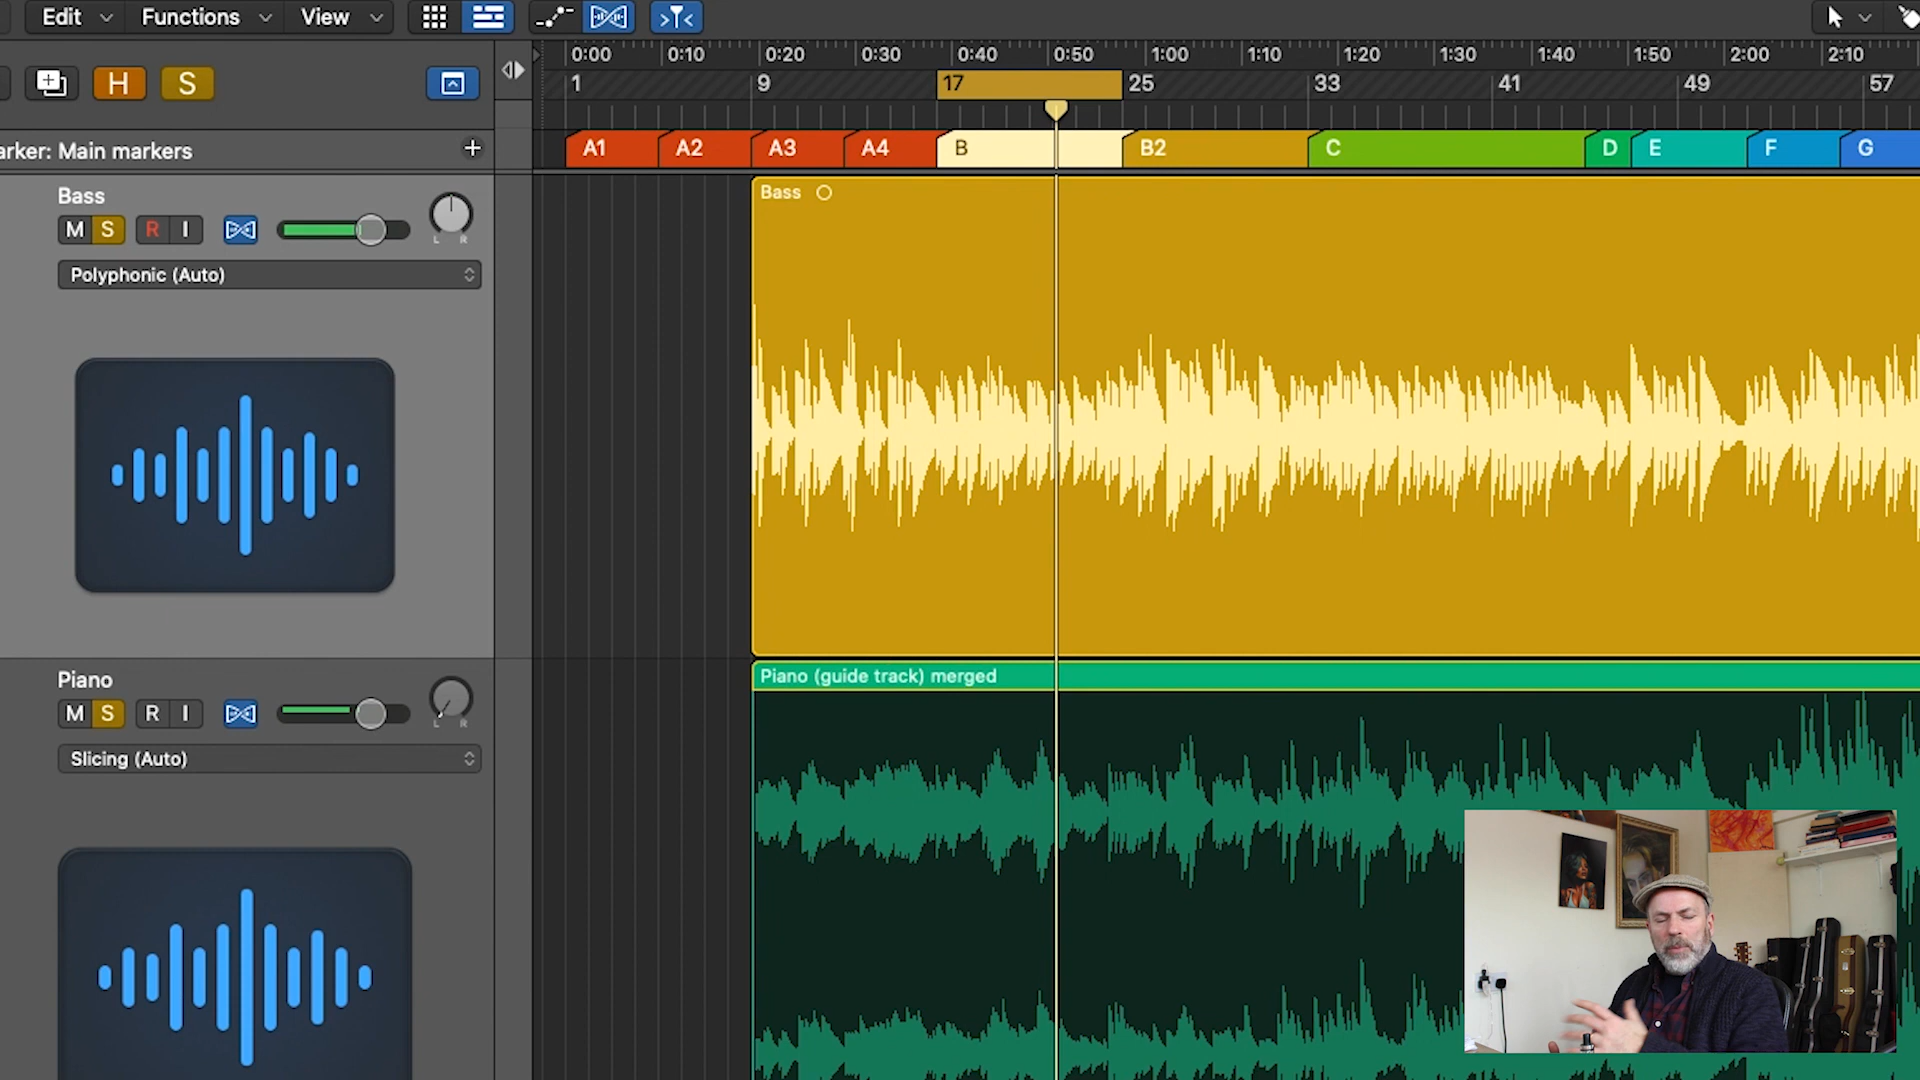 Edit Functions View
0:00 0:10 0:20 0:30 0:40 0:50 1:00 1:10 1:20 1:30 1:40 1:50 2:00 2:10
H S
1 9 17 25 33 41 49 57
arker: Main markers +
A1 A2 A3 A4 B B2 C D E F G
Bass
M S R I
L R
Polyphonic (Auto)
Bass
Piano
M S R I
L R
Slicing (Auto)
Piano (guide track) merged